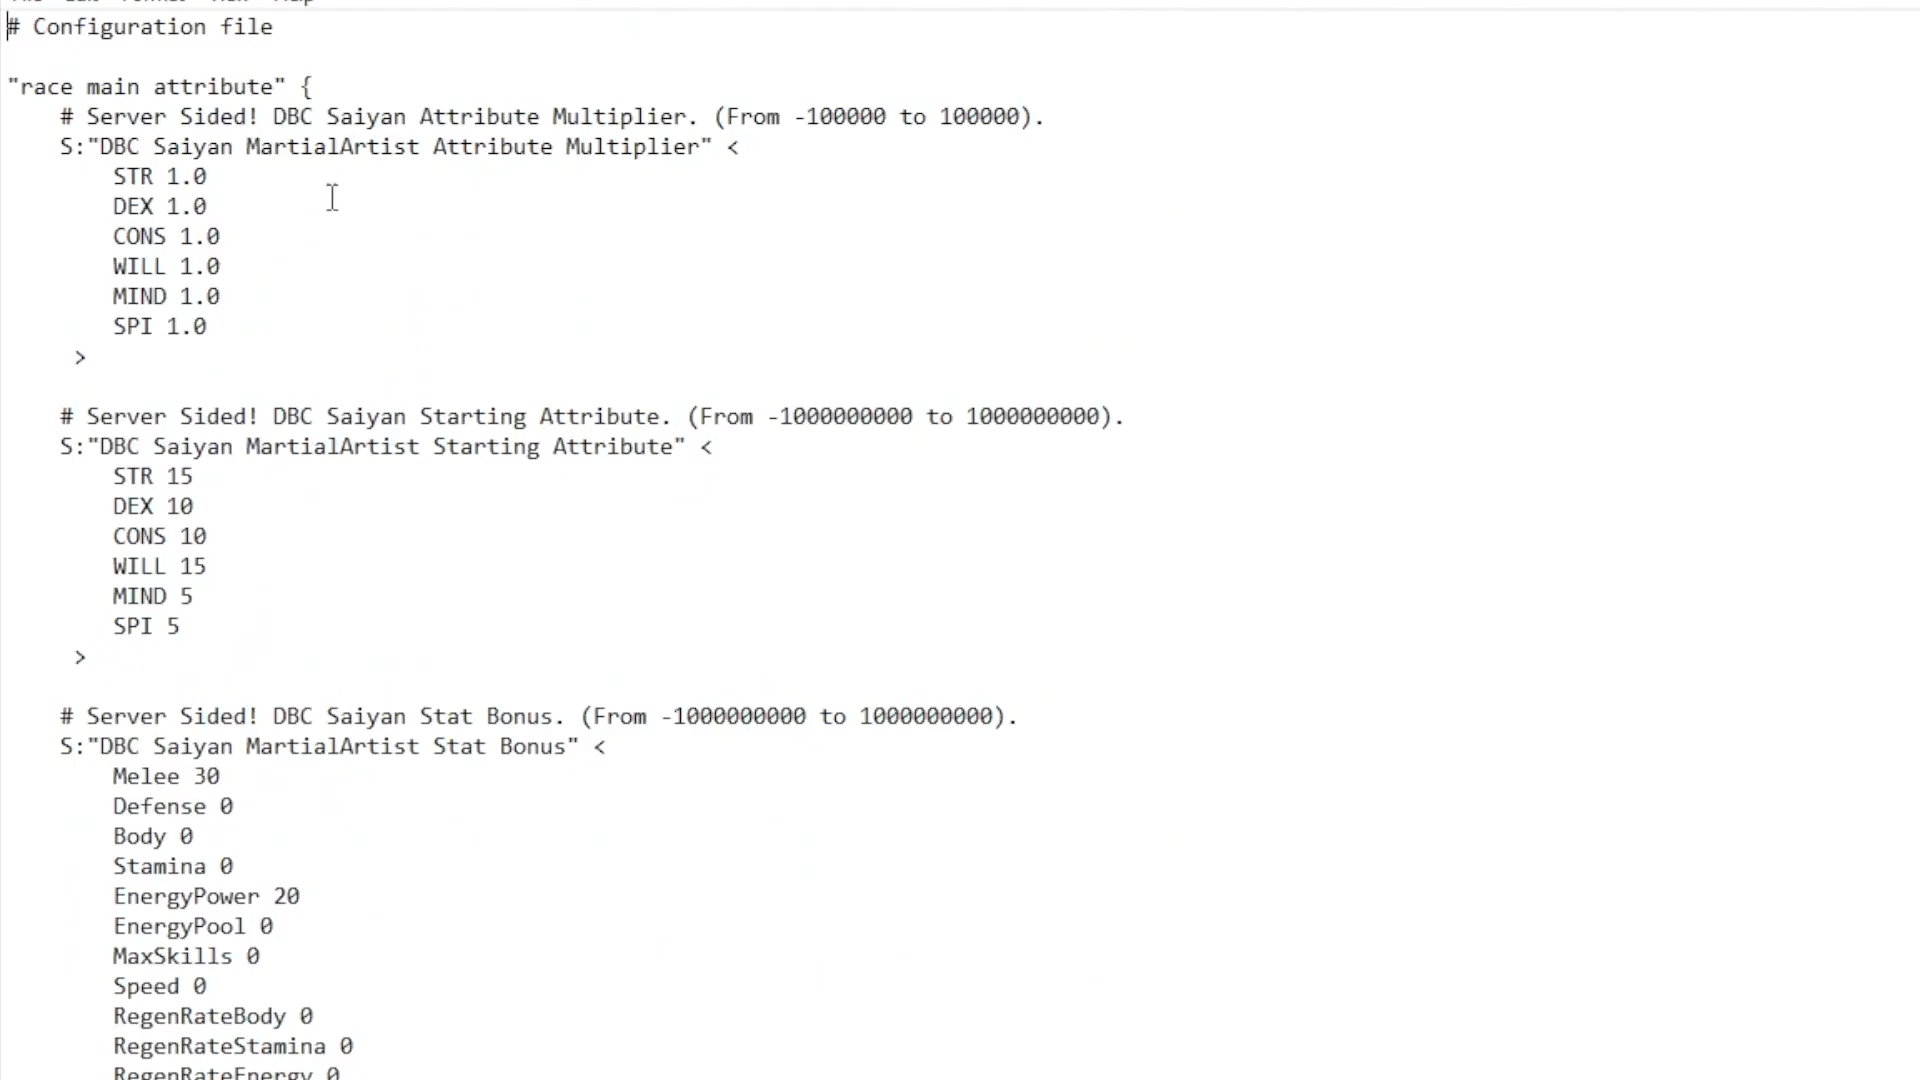 # Configuration file
"race main attribute" {
# Server Sided! DBC Saiyan Attribute Multiplier. (From -100000 to 100000).
S:"DBC Saiyan MartialArtist Attribute Multiplier" <
STR 1.0
DEX 1.0
CONS 1.0
WILL 1.0
MIND 1.0
SPI 1.0
>
# Server Sided! DBC Saiyan Starting Attribute. (From -1000000000 to 1000000000).
S:"DBC Saiyan MartialArtist Starting Attribute" <
STR 15
DEX 10
CONS 10
WILL 15
MIND 5
SPI 5
>
# Server Sided! DBC Saiyan Stat Bonus. (From -1000000000 to 1000000000).
S:"DBC Saiyan MartialArtist Stat Bonus" <
Melee 30
Defense 0
Body 0
Stamina 0
EnergyPower 20
EnergyPool 0
MaxSkills 0
Speed 0
RegenRateBody 0
RegenRateStamina 0
RegenRateEnergy 0